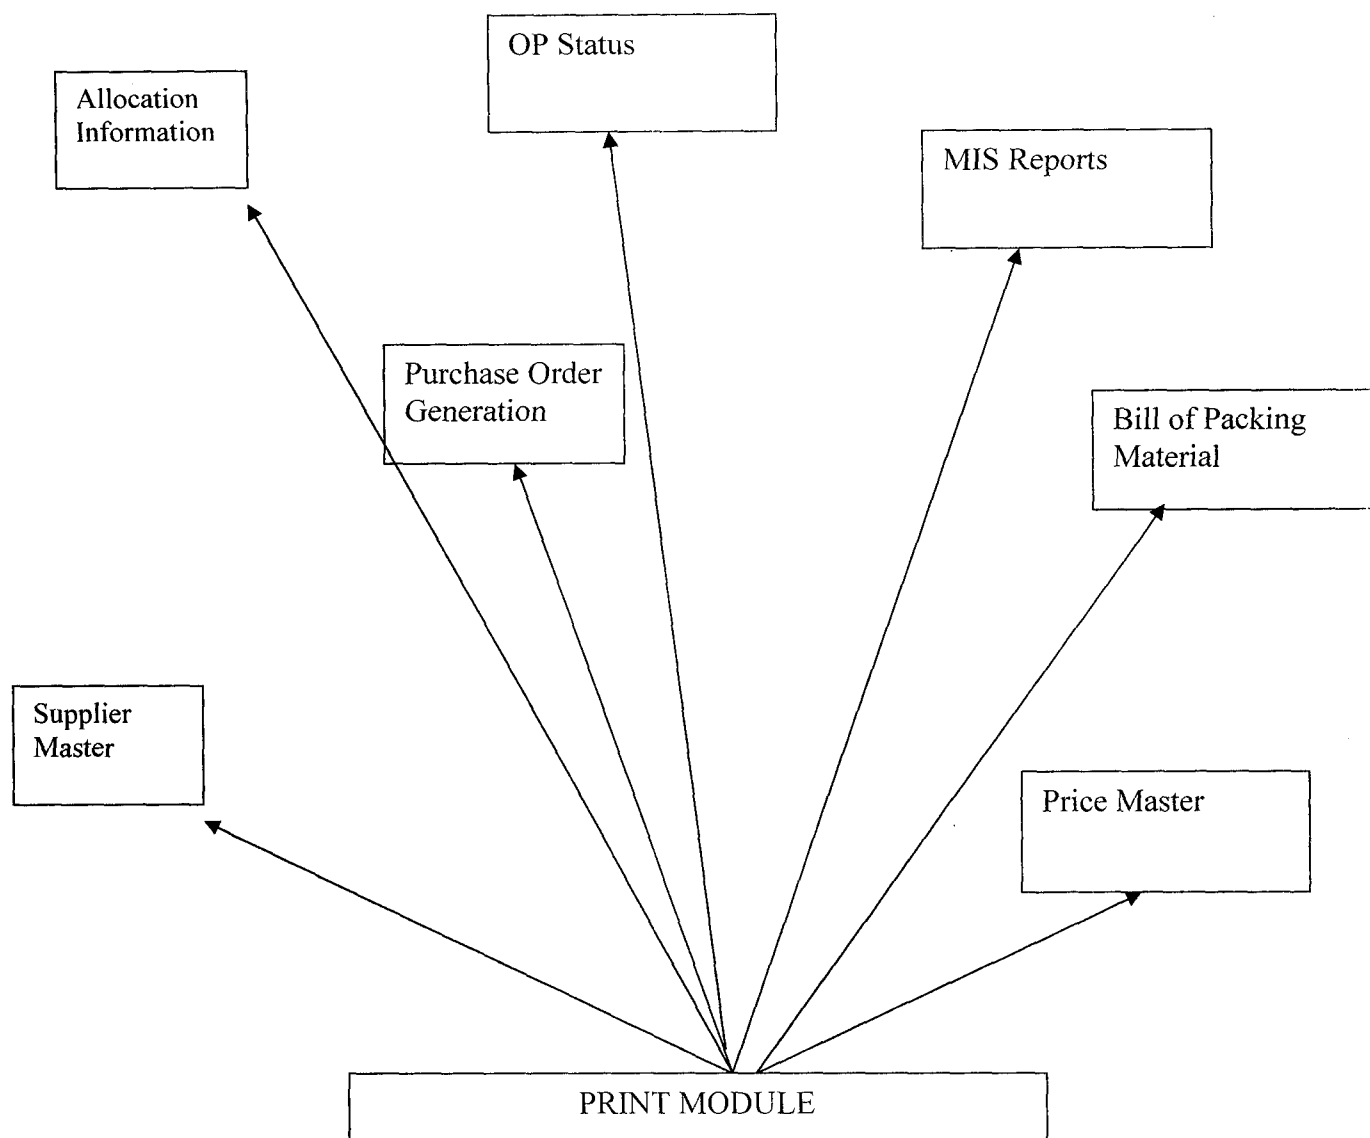 OP Status
Allocation
Information
MIS Reports
Purchase Order
Generation
Bill of Packing
Material
Supplier
Master
Price Master
PRINT MODULE